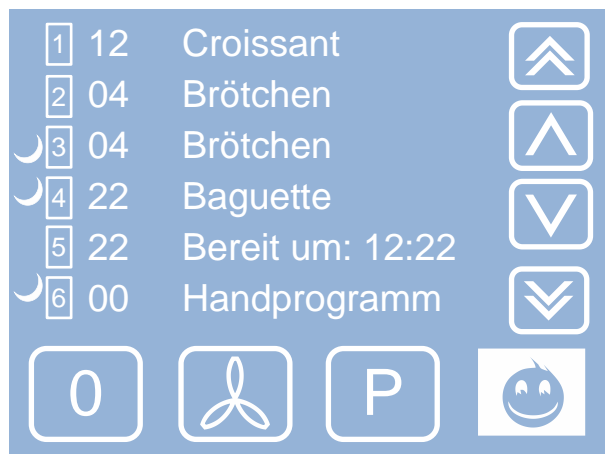 1 12 Croissant
2 04 Brötchen
3 04 Brötchen
4 22 Baguette
5 22 Bereit um: 12:22
6 00 Handprogramm
0 P